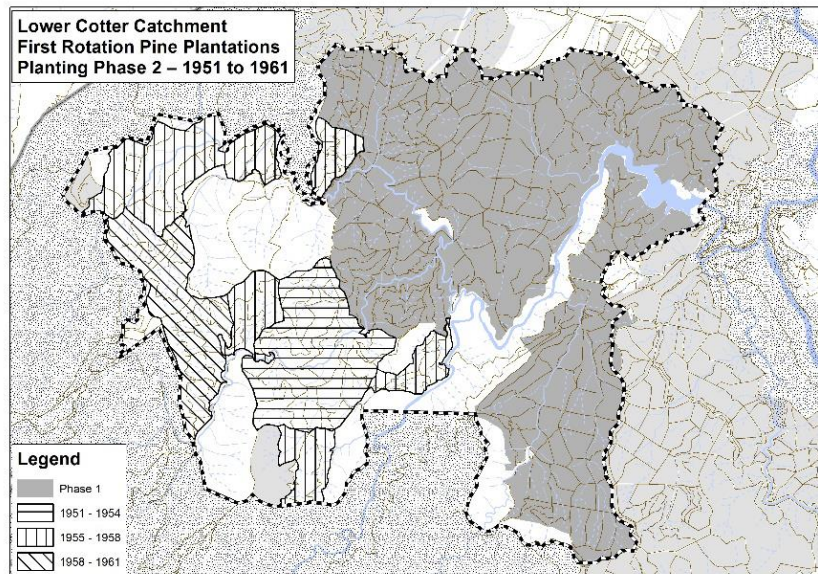 Lower Cotter Catchment
First Rotation Pine Plantations
Planting Phase 2 – 1951 to 1961
Legend
Phase 1
1951 - 1954
1955 - 1958
1958 - 1961